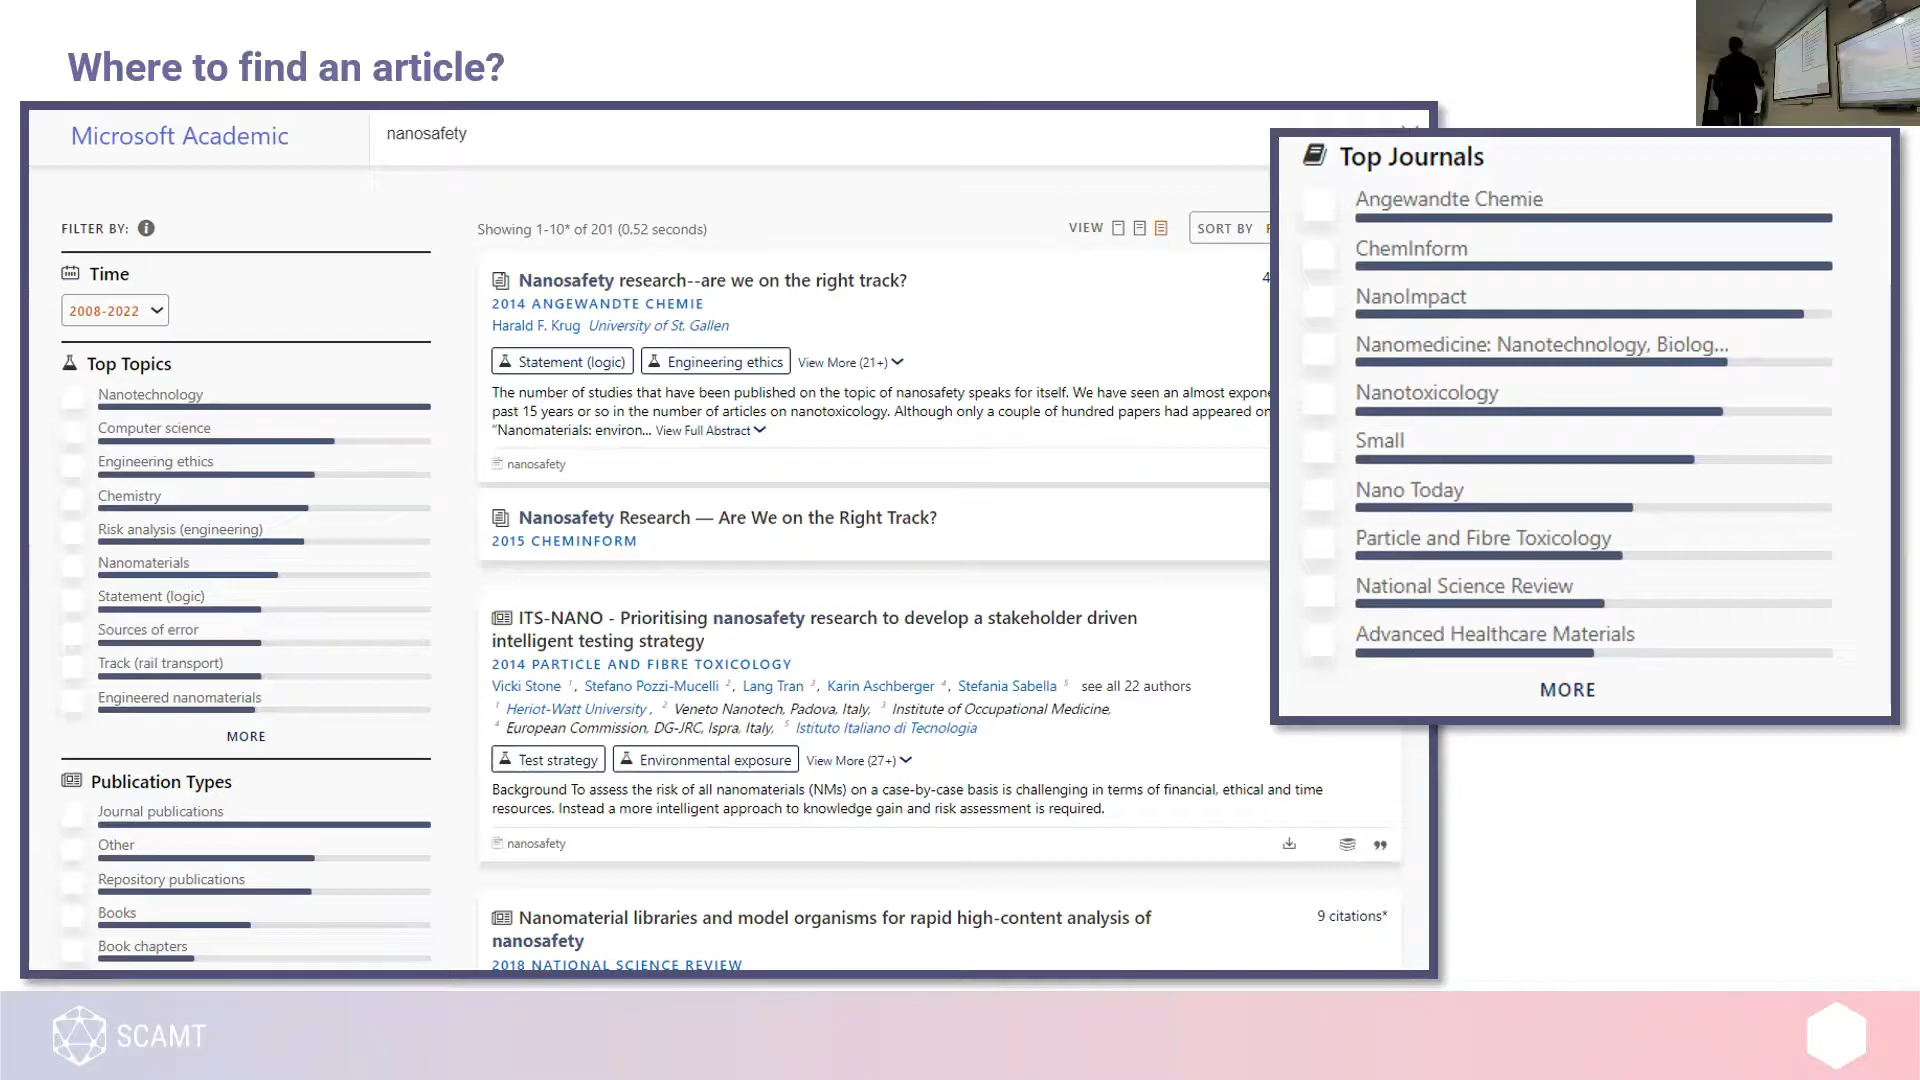 Where to find an article?
Microsoft Academic
nanosafety
FILTER BY:
Time
2008-2022
Top Topics
Nanotechnology
Computer science
Engineering ethics
Chemistry
Risk analysis (engineering)
Nanomaterials
Statement (logic)
Sources of error
Track (rail transport)
Engineered nanomaterials
MORE
Publication Types
Journal publications
Other
Repository publications
Books
Book chapters
Showing 1-10* of 201 (0.52 seconds)
VIEW
SORT BY
Nanosafety research--are we on the right track?
4
2014 ANGEWANDTE CHEMIE
Harald F. Krug University of St. Gallen
Statement (logic) Engineering ethics View More (21+)
The number of studies that have been published on the topic of nanosafety speaks for itself. We have seen an almost expone
past 15 years or so in the number of articles on nanotoxicology. Although only a couple of hundred papers had appeared on
"Nanomaterials: environ... View Full Abstract
nanosafety
Nanosafety Research — Are We on the Right Track?
2015 CHEMINFORM
ITS-NANO - Prioritising nanosafety research to develop a stakeholder driven
intelligent testing strategy
2014 PARTICLE AND FIBRE TOXICOLOGY
Vicki Stone 1, Stefano Pozzi-Mucelli 2, Lang Tran 3, Karin Aschberger 4, Stefania Sabella 5 see all 22 authors
1 Heriot-Watt University, 2 Veneto Nanotech, Padova, Italy, 3 Institute of Occupational Medicine,
4 European Commission, DG-JRC, Ispra, Italy, 5 Istituto Italiano di Tecnologia
Test strategy Environmental exposure View More (27+)
Background To assess the risk of all nanomaterials (NMs) on a case-by-case basis is challenging in terms of financial, ethical and time
resources. Instead a more intelligent approach to knowledge gain and risk assessment is required.
nanosafety
Nanomaterial libraries and model organisms for rapid high-content analysis of
nanosafety
9 citations*
2018 NATIONAL SCIENCE REVIEW
Top Journals
Angewandte Chemie
ChemInform
NanoImpact
Nanomedicine: Nanotechnology, Biolog...
Nanotoxicology
Small
Nano Today
Particle and Fibre Toxicology
National Science Review
Advanced Healthcare Materials
MORE
SCAMT